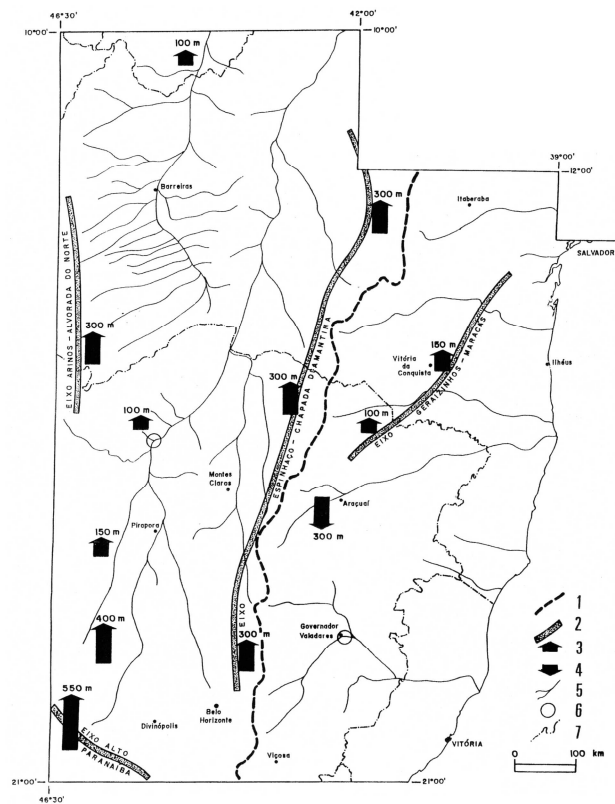 46°30'
42°00'
10°00'
10°00'
100 m
39°00'
12°00'
Barreiras
300 m
Itaberaba
SALVADOR
EIXO ARINOS – ALVORADA DO NORTE
300 m
EIXO ESPINHAÇO – CHAPADA DIAMANTINA
300 m
150 m
Vitória
da
Conquista
Ilhéus
EIXO GERAIZINHOS – MARACÁS
100 m
100 m
Montes
Claros
Araçuaí
300 m
Pirapora
150 m
400 m
Governador
Valadares
300 m
550 m
EIXO ALTO
PARANAÍBA
Divinópolis
Belo
Horizonte
Viçosa
VITÓRIA
1
2
3
4
5
6
7
0 100
km
21°00'
21°00'
46°30'